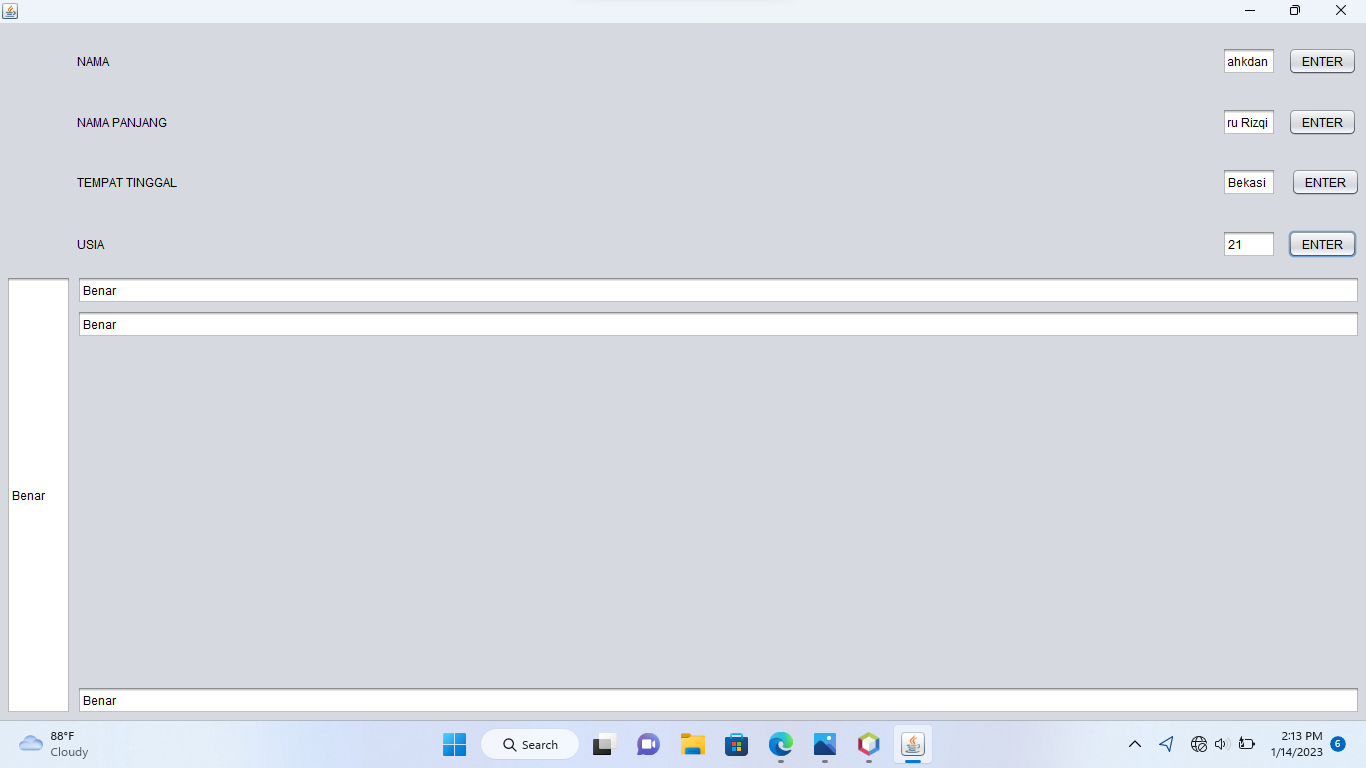 NAMA ahkdan ENTER
NAMA PANJANG ru Rizqi ENTER
TEMPAT TINGGAL Bekasi ENTER
USIA 21 ENTER
Benar
Benar
Benar
Benar
88°F
Cloudy
Search
2:13 PM
1/14/2023
6